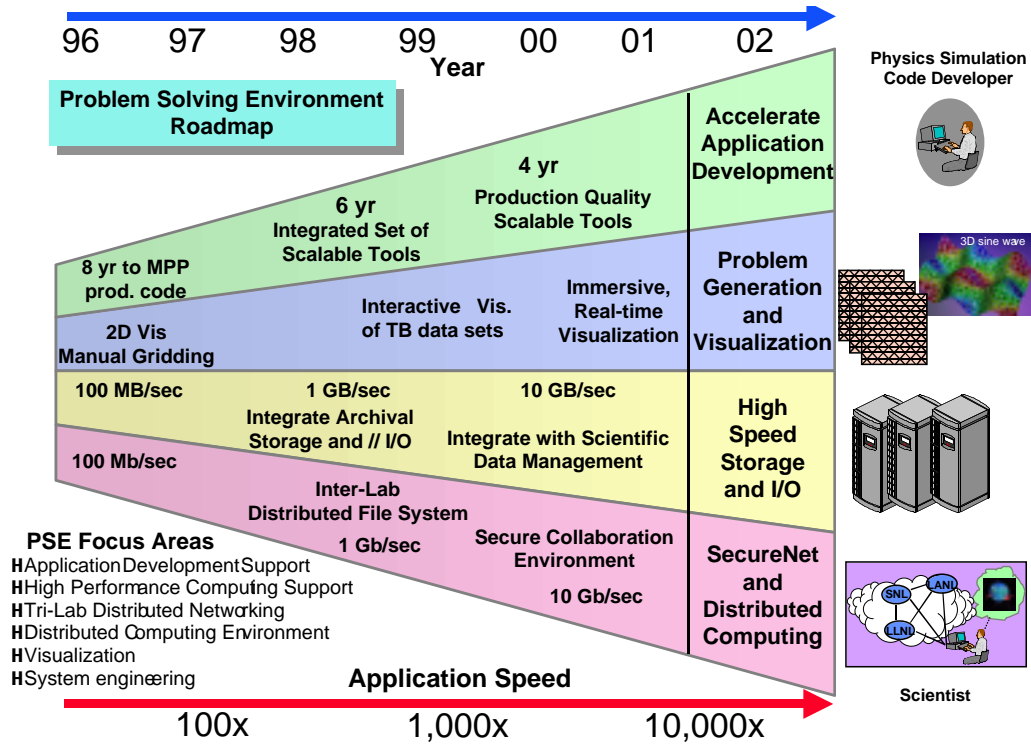 96 97 98 99 00 01 02
Year
Problem Solving Environment
Roadmap
Physics Simulation
Code Developer
8 yr to MPP
prod. code
6 yr
Integrated Set of
Scalable Tools
4 yr
Production Quality
Scalable Tools
Accelerate
Application
Development
2D Vis
Manual Gridding
Interactive Vis.
of TB data sets
Immersive,
Real-time
Visualization
Problem
Generation
and
Visualization
3D sine wave
100 MB/sec
1 GB/sec
Integrate Archival
Storage and // I/O
10 GB/sec
Integrate with Scientific
Data Management
High
Speed
Storage
and I/O
100 Mb/sec
Inter-Lab
Distributed File System
1 Gb/sec
Secure Collaboration
Environment
10 Gb/sec
SecureNet
and
Distributed
Computing
SNL
LANL
LLNL
Scientist
PSE Focus Areas
HApplication Development Support
HHigh Performance Computing Support
HTri-Lab Distributed Networking
HDistributed Computing Environment
HVisualization
HSystem engineering
Application Speed
100x 1,000x 10,000x